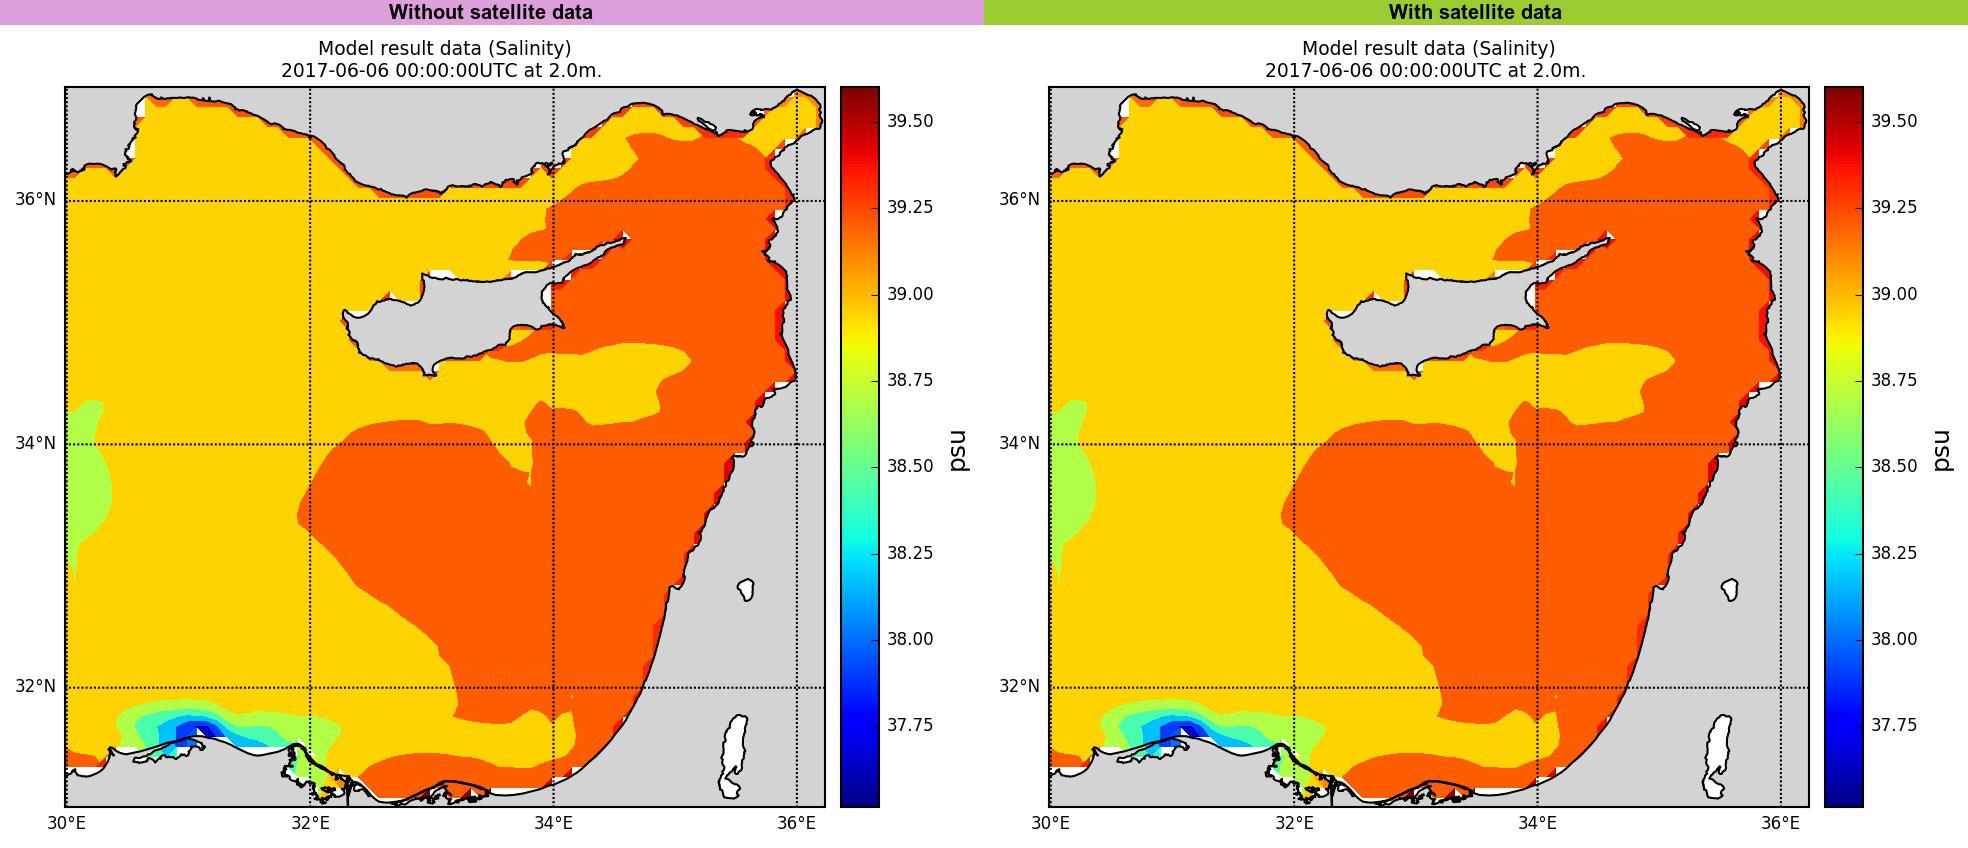 Without satellite data
Model result data (Salinity)
2017-06-06 00:00:00UTC at 2.0m.
36°N
34°N
32°N
30°E
32°E
34°E
36°E
39.50
39.25
39.00
38.75
38.50
38.25
38.00
37.75
psu
With satellite data
Model result data (Salinity)
2017-06-06 00:00:00UTC at 2.0m.
36°N
34°N
32°N
30°E
32°E
34°E
36°E
39.50
39.25
39.00
38.75
38.50
38.25
38.00
37.75
psu